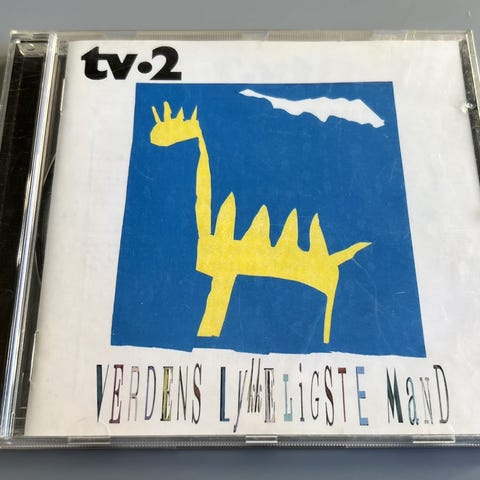 tv·2
VERDENS LykkELiGSTE MaND